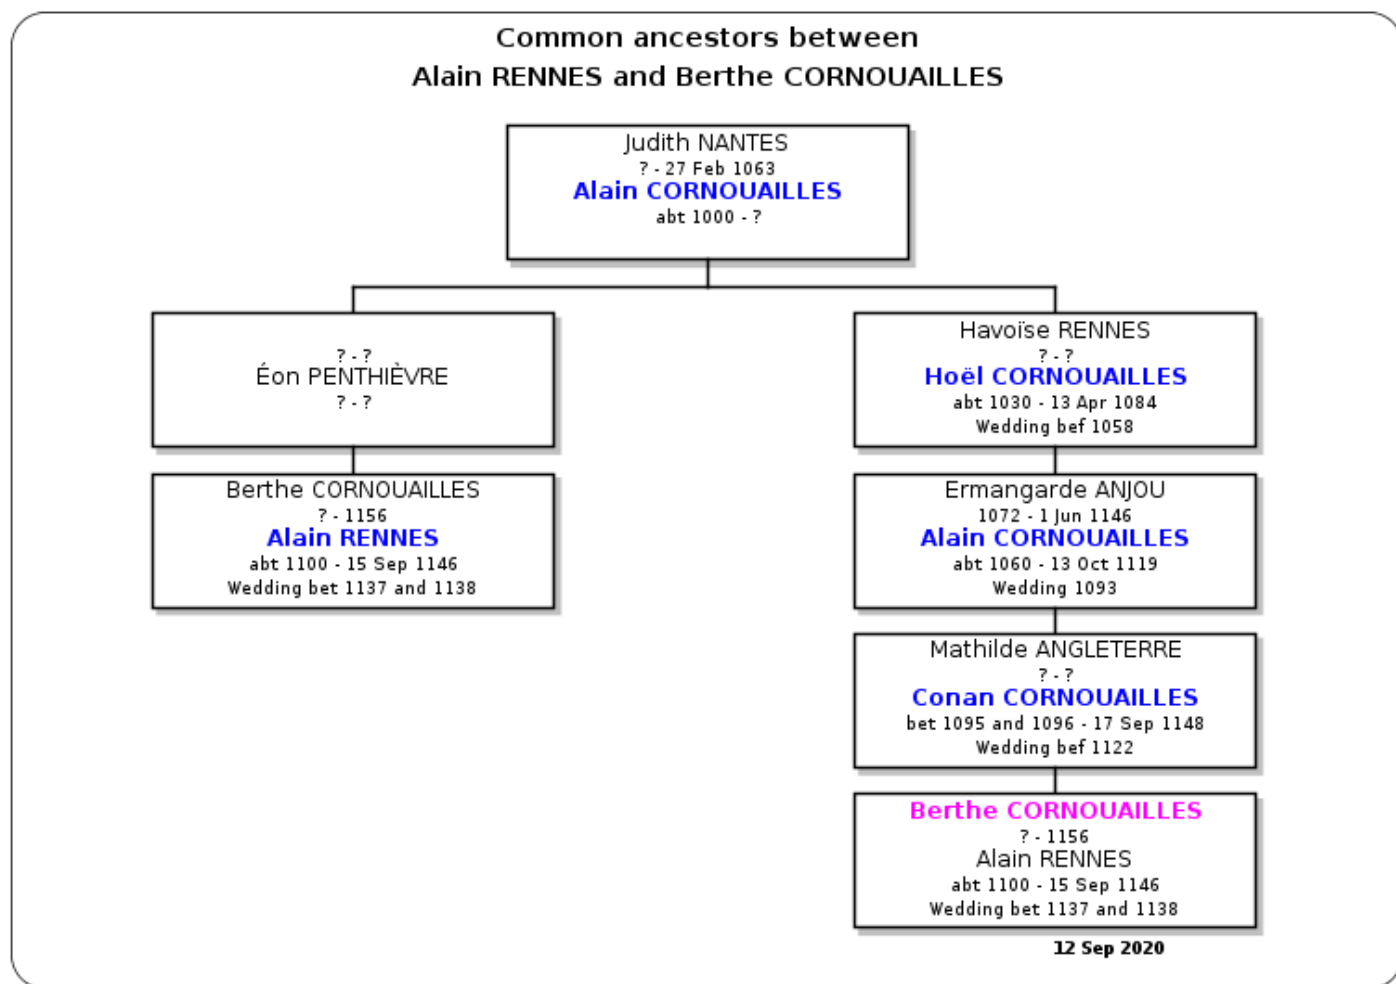 Common ancestors between
Alain RENNES and Berthe CORNOUAILLES
Judith NANTES
? - 27 Feb 1063
Alain CORNOUAILLES
abt 1000 - ?
? - ?
Éon PENTHIÈVRE
? - ?
Havoïse RENNES
? - ?
Hoël CORNOUAILLES
abt 1030 - 13 Apr 1084
Wedding bef 1058
Berthe CORNOUAILLES
? - 1156
Alain RENNES
abt 1100 - 15 Sep 1146
Wedding bet 1137 and 1138
Ermangarde ANJOU
1072 - 1 Jun 1146
Alain CORNOUAILLES
abt 1060 - 13 Oct 1119
Wedding 1093
Mathilde ANGLETERRE
? - ?
Conan CORNOUAILLES
bet 1095 and 1096 - 17 Sep 1148
Wedding bef 1122
Berthe CORNOUAILLES
? - 1156
Alain RENNES
abt 1100 - 15 Sep 1146
Wedding bet 1137 and 1138
12 Sep 2020